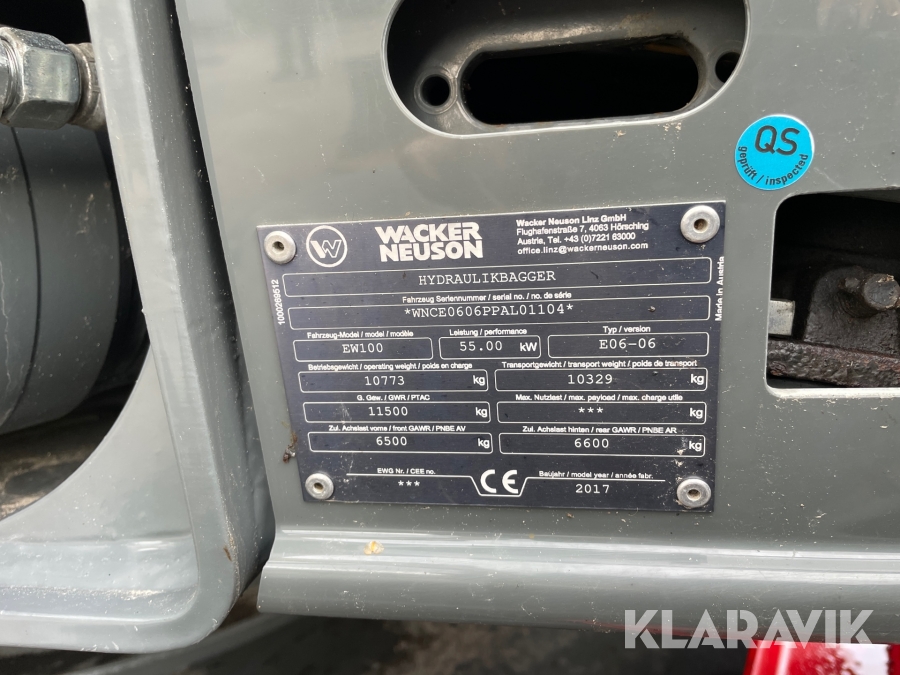 QS
geprüft / inspected
W
WACKER
NEUSON
Wacker Neuson Linz GmbH
Flughafenstraße 7, 4063 Hörsching
Austria, Tel. +43 (0)7221 63000
office.linz@wackerneuson.com
1000289512
Made in Austria
HYDRAULIKBAGGER
Fahrzeug Seriennummer / serial no. / no. de série
*WNCE0606PPAL01104*
Fahrzeug-Model / model / modèle
EW100
Leistung / performance
55.00 kW
Typ / version
E06-06
Betriebsgewicht / operating weight / poids en charge
10773 kg
Transportgewicht / transport weight / poids de transport
10329 kg
G. Gew. / GWR / PTAC
11500 kg
Max. Nutzlast / max. payload / max. charge utile
*** kg
Zul. Achslast vorns / front GAWR / PNBE AV
6500 kg
Zul. Achslast hinten / rear GAWR / PNBE AR
6600 kg
EWG Nr. / CEE no.
***
CE
Baujahr / model year / année fabr.
2017
KLARAVIK